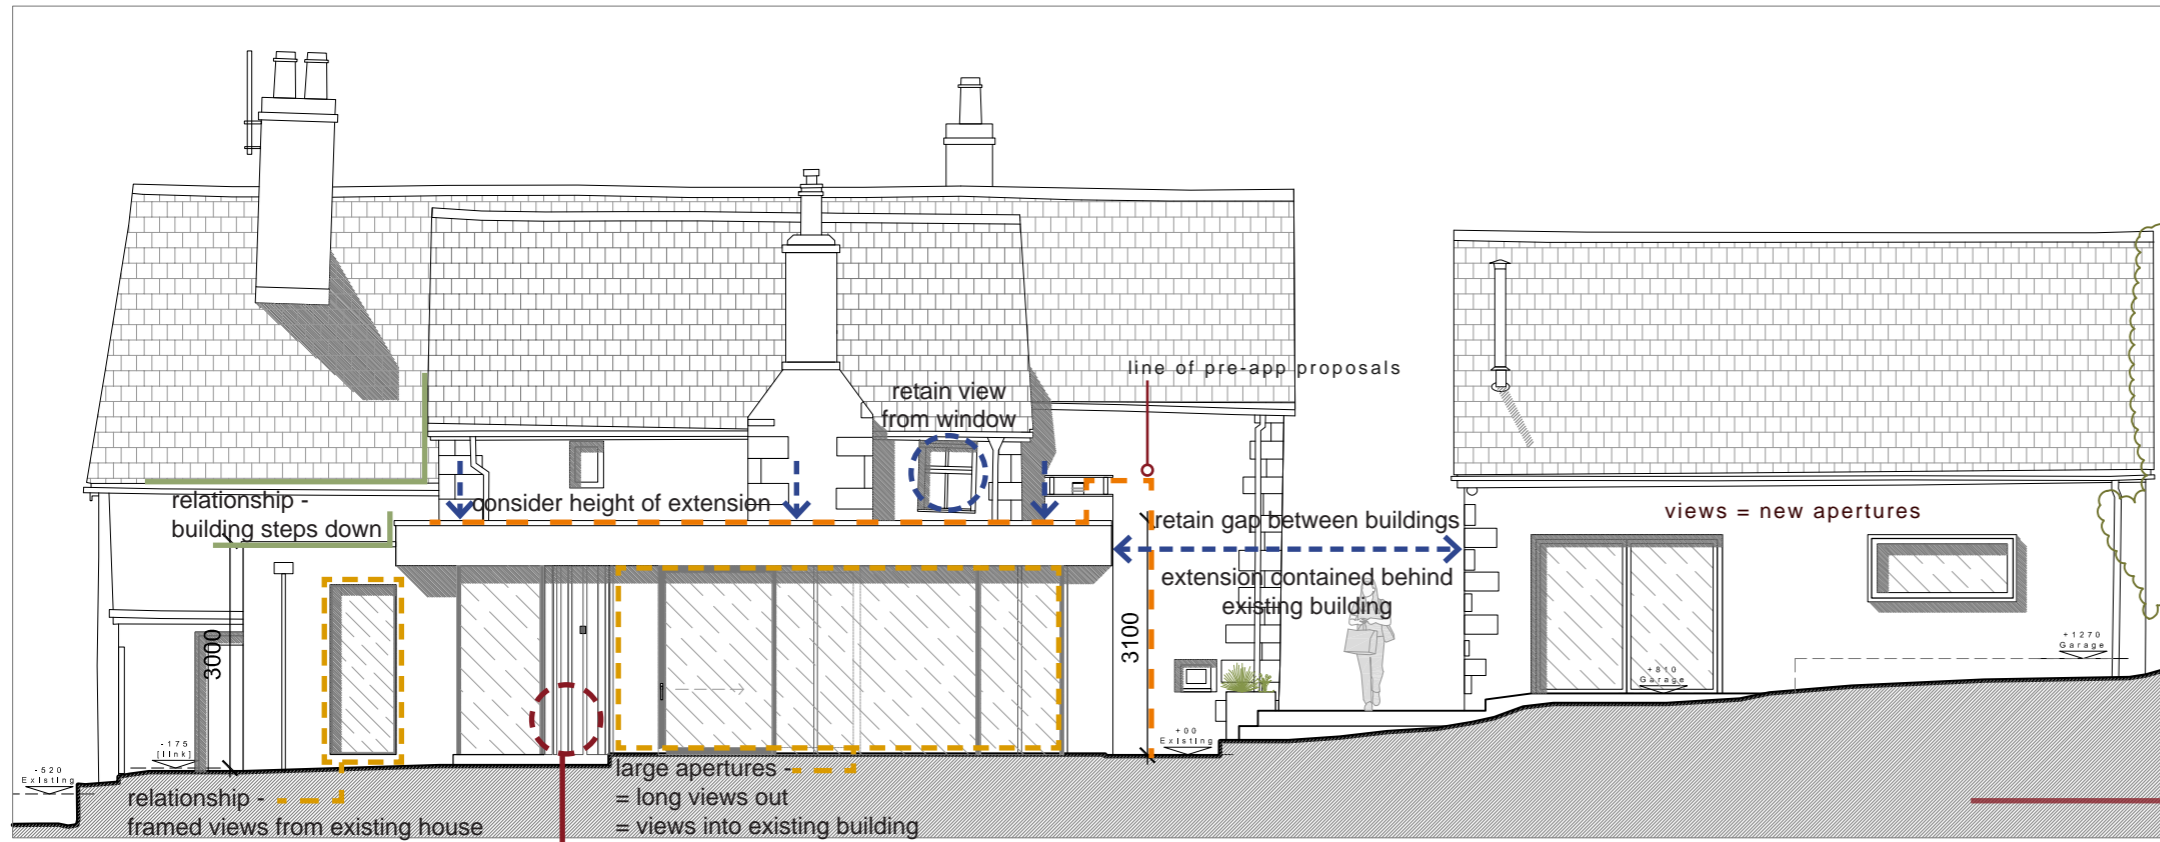 line of pre-app proposals
retain view
from window
relationship -
building steps down
consider height of extension
retain gap between buildings
extension contained behind
existing building
views = new apertures
3000
3100
+1270
Garage
+810
Garage
+00
Existing
-175
[link]
-520
Existing
large apertures -
= long views out
= views into existing building
relationship -
framed views from existing house